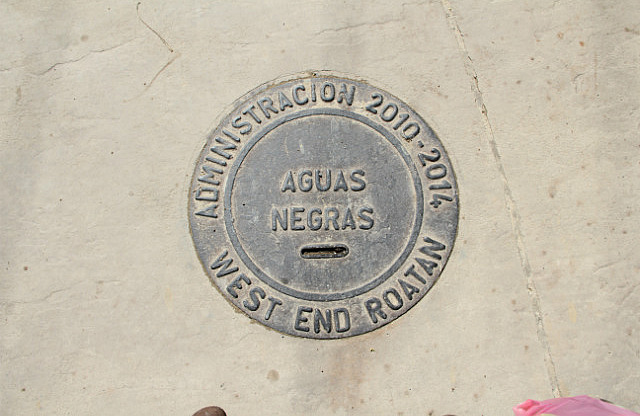 ADMINISTRACION 2010-2014
AGUAS
NEGRAS
WEST END ROATAN